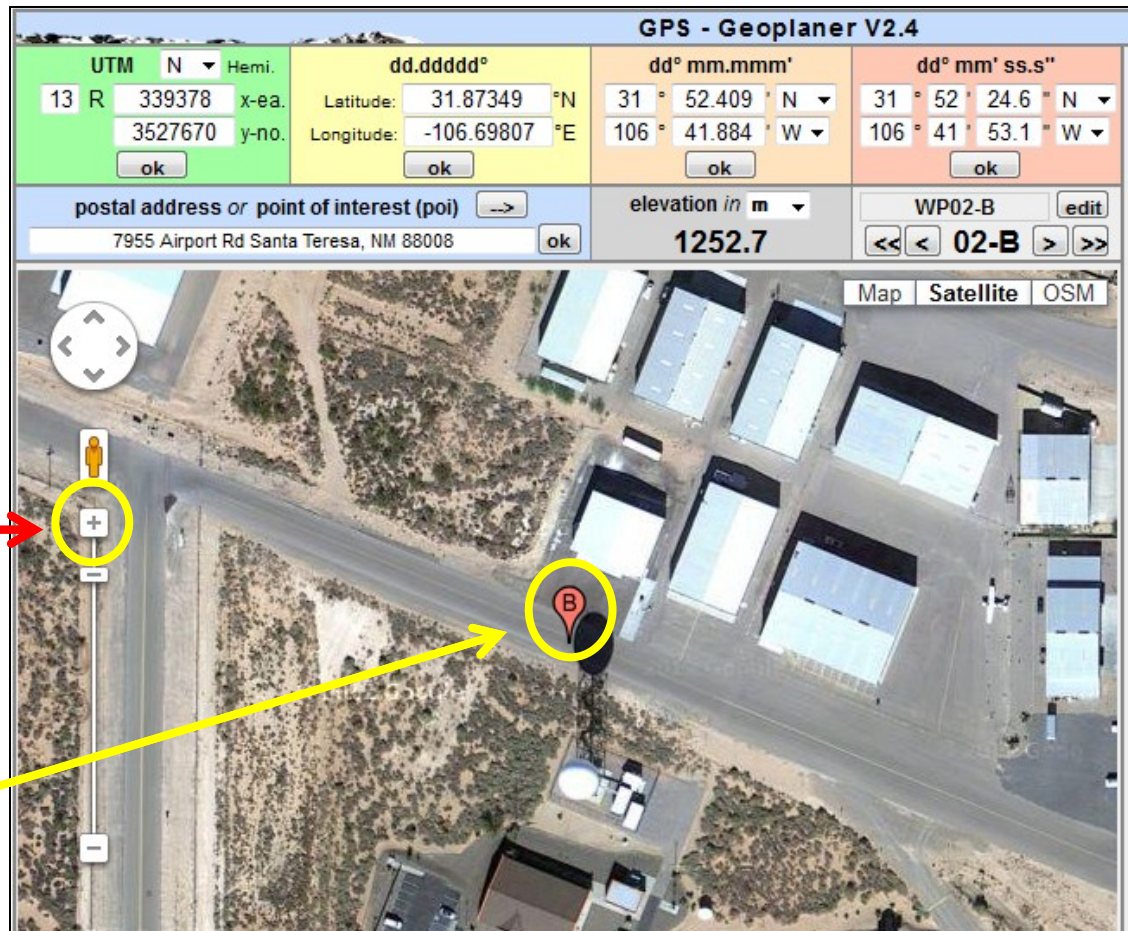 GPS - Geoplaner V2.4
UTM N Hemi.
13 R 339378 x-ea.
3527670 y-no.
ok
dd.ddddd°
Latitude: 31.87349 °N
Longitude: -106.69807 °E
ok
dd° mm.mmm'
31 ° 52.409 ' N
106 ° 41.884 ' W
ok
dd° mm' ss.s"
31 ° 52 ' 24.6 " N
106 ° 41 ' 53.1 " W
ok
postal address or point of interest (poi) -->
7955 Airport Rd Santa Teresa, NM 88008 ok
elevation in m
1252.7
WP02-B edit
<< < 02-B > >>
Map Satellite OSM
B